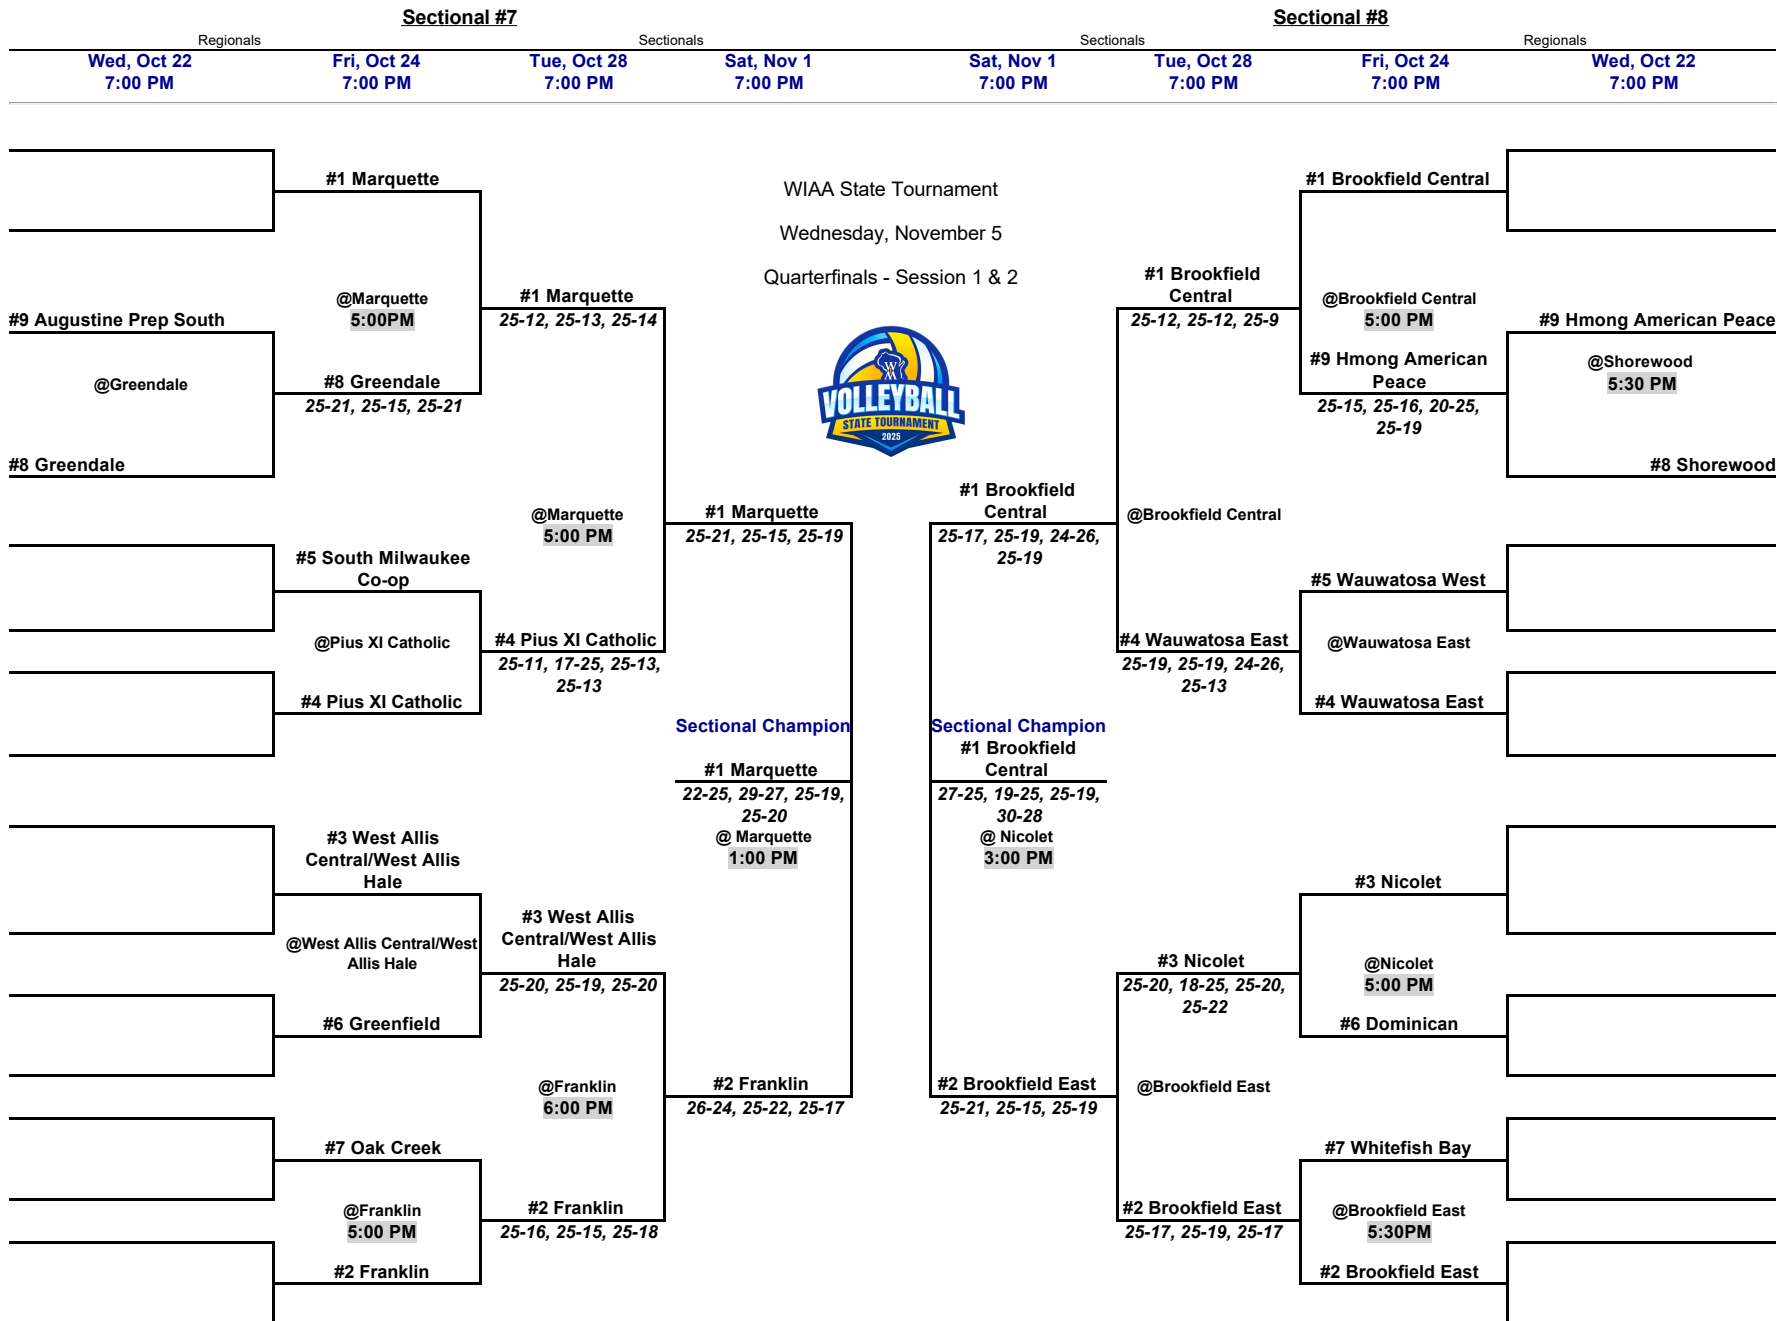 Sectional #7
Sectional #8
Regionals
Sectionals
Sectionals
Regionals
Wed, Oct 22
7:00 PM
Fri, Oct 24
7:00 PM
Tue, Oct 28
7:00 PM
Sat, Nov 1
7:00 PM
Sat, Nov 1
7:00 PM
Tue, Oct 28
7:00 PM
Fri, Oct 24
7:00 PM
Wed, Oct 22
7:00 PM
#9 Augustine Prep South
@Greendale
#8 Greendale
#1 Marquette
@Marquette
5:00PM
#8 Greendale
25-21, 25-15, 25-21
#5 South Milwaukee
Co-op
@Pius XI Catholic
#4 Pius XI Catholic
#3 West Allis
Central/West Allis
Hale
@West Allis Central/West
Allis Hale
#6 Greenfield
#7 Oak Creek
@Franklin
5:00 PM
#2 Franklin
#1 Marquette
25-12, 25-13, 25-14
@Marquette
5:00 PM
#4 Pius XI Catholic
25-11, 17-25, 25-13,
25-13
#3 West Allis
Central/West Allis
Hale
25-20, 25-19, 25-20
@Franklin
6:00 PM
#2 Franklin
25-16, 25-15, 25-18
#1 Marquette
25-21, 25-15, 25-19
Sectional Champion
#1 Marquette
22-25, 29-27, 25-19,
25-20
@ Marquette
1:00 PM
#2 Franklin
26-24, 25-22, 25-17
WIAA State Tournament
Wednesday, November 5
Quarterfinals - Session 1 & 2
VOLLEYBALL
STATE TOURNAMENT
2025
#1 Brookfield
Central
25-17, 25-19, 24-26,
25-19
Sectional Champion
#1 Brookfield
Central
27-25, 19-25, 25-19,
30-28
@ Nicolet
3:00 PM
#2 Brookfield East
25-21, 25-15, 25-19
#1 Brookfield
Central
25-12, 25-12, 25-9
@Brookfield Central
#4 Wauwatosa East
25-19, 25-19, 24-26,
25-13
#3 Nicolet
25-20, 18-25, 25-20,
25-22
@Brookfield East
#2 Brookfield East
25-17, 25-19, 25-17
#1 Brookfield Central
@Brookfield Central
5:00 PM
#9 Hmong American
Peace
25-15, 25-16, 20-25,
25-19
#5 Wauwatosa West
@Wauwatosa East
#4 Wauwatosa East
#3 Nicolet
@Nicolet
5:00 PM
#6 Dominican
#7 Whitefish Bay
@Brookfield East
5:30PM
#2 Brookfield East
#9 Hmong American Peace
@Shorewood
5:30 PM
#8 Shorewood